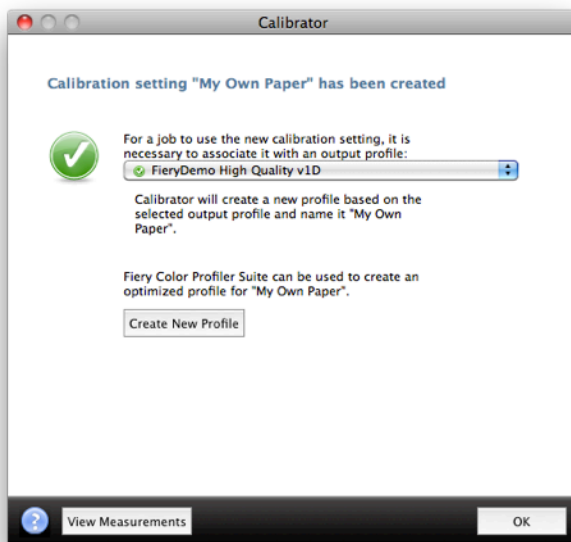 Calibrator
Calibration setting "My Own Paper" has been created
For a job to use the new calibration setting, it is
necessary to associate it with an output profile:
FieryDemo High Quality v1D
Calibrator will create a new profile based on the
selected output profile and name it "My Own
Paper".
Fiery Color Profiler Suite can be used to create an
optimized profile for "My Own Paper".
Create New Profile
?
View Measurements
OK